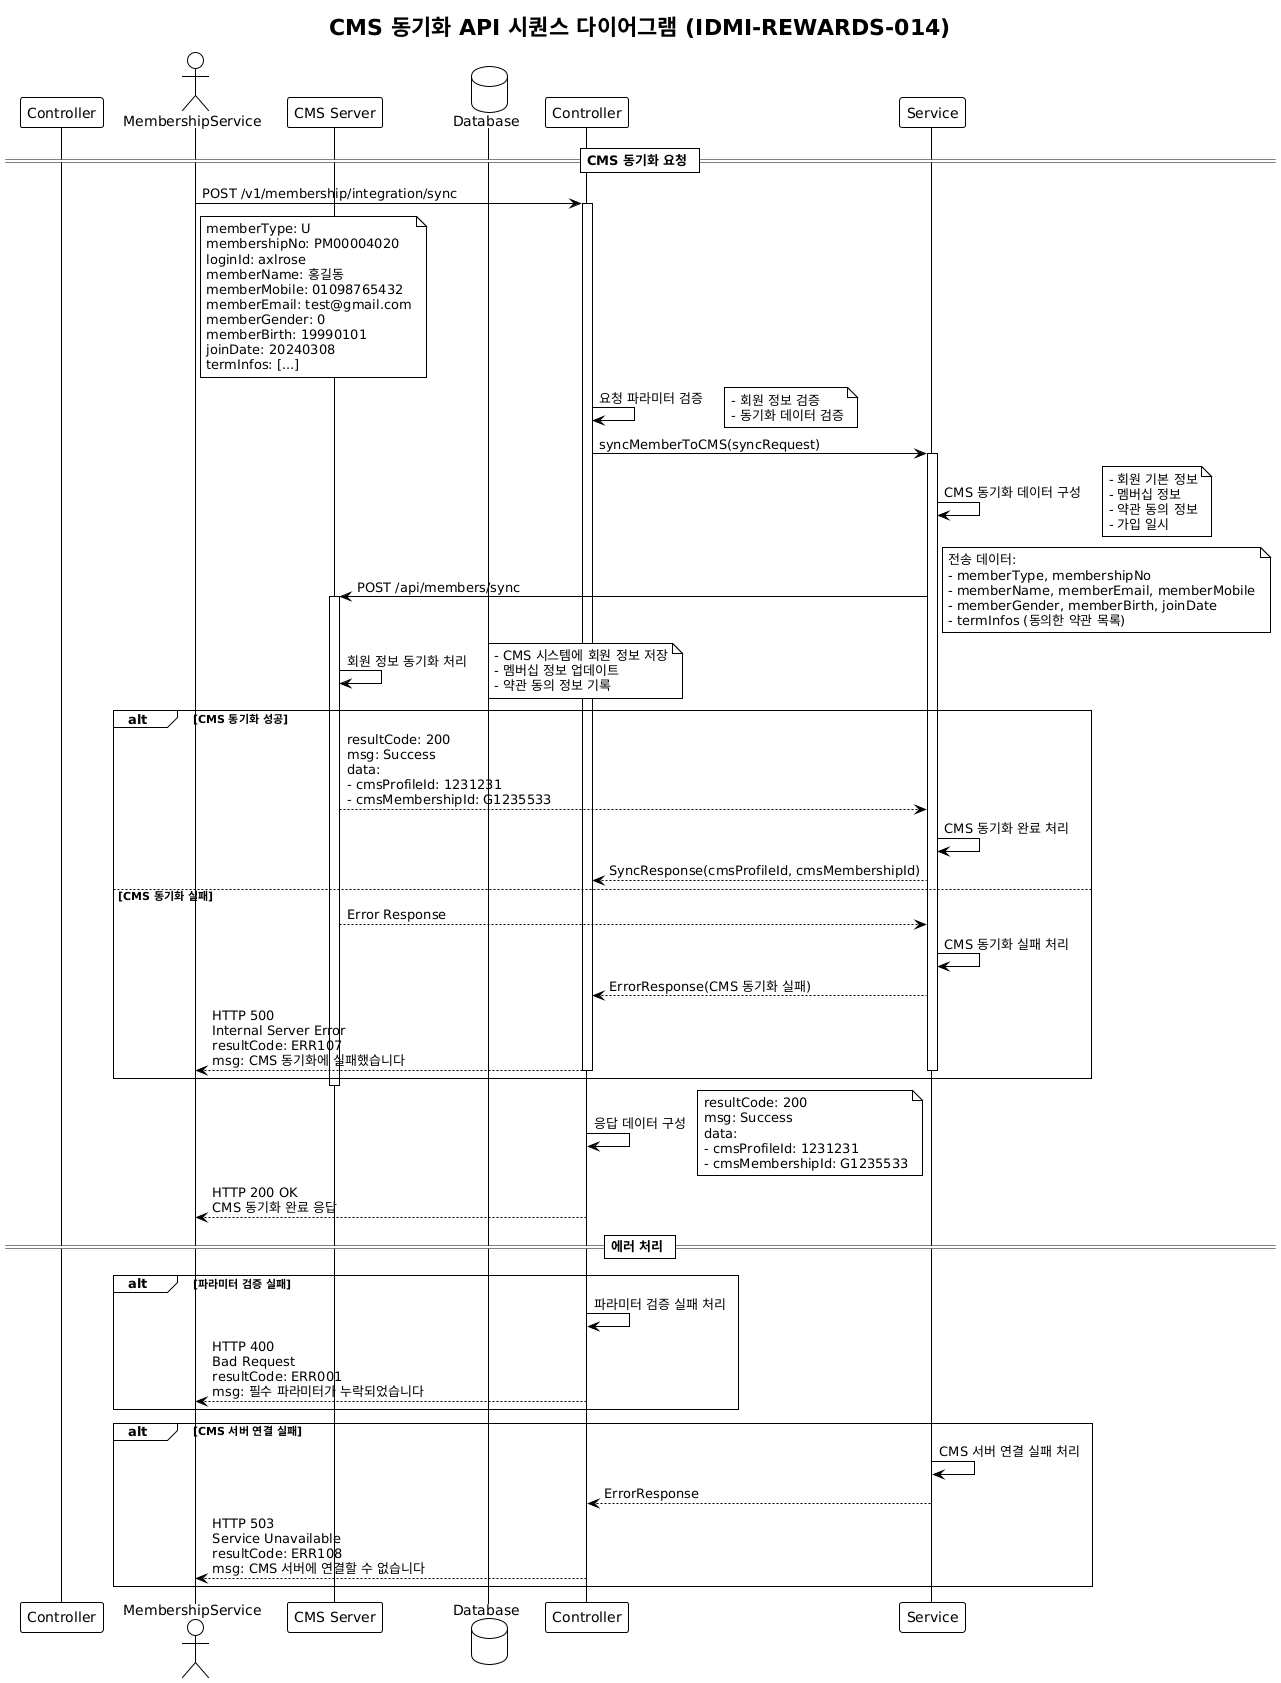 CMS 동기화 API 시퀀스 다이어그램 (IDMI-REWARDS-014)
Controller
MembershipService
CMS Server
Database
Controller
Service
CMS 동기화 요청
POST /v1/membership/integration/sync
memberType: U
membershipNo: PM00004020
loginId: axlrose
memberName: 홍길동
memberMobile: 01098765432
memberEmail: test@gmail.com
memberGender: 0
memberBirth: 19990101
joinDate: 20240308
termInfos: [...]
요청 파라미터 검증
- 회원 정보 검증
- 동기화 데이터 검증
syncMemberToCMS(syncRequest)
CMS 동기화 데이터 구성
- 회원 기본 정보
- 멤버십 정보
- 약관 동의 정보
- 가입 일시
전송 데이터:
- memberType, membershipNo
- memberName, memberEmail, memberMobile
- memberGender, memberBirth, joinDate
- termInfos (동의한 약관 목록)
POST /api/members/sync
회원 정보 동기화 처리
- CMS 시스템에 회원 정보 저장
- 멤버십 정보 업데이트
- 약관 동의 정보 기록
alt
[CMS 동기화 성공]
resultCode: 200
msg: Success
data:
- cmsProfileId: 1231231
- cmsMembershipId: G1235533
CMS 동기화 완료 처리
SyncResponse(cmsProfileId, cmsMembershipId)
[CMS 동기화 실패]
Error Response
CMS 동기화 실패 처리
ErrorResponse(CMS 동기화 실패)
HTTP 500
Internal Server Error
resultCode: ERR107
msg: CMS 동기화에 실패했습니다
응답 데이터 구성
resultCode: 200
msg: Success
data:
- cmsProfileId: 1231231
- cmsMembershipId: G1235533
HTTP 200 OK
CMS 동기화 완료 응답
에러 처리
alt
[파라미터 검증 실패]
파라미터 검증 실패 처리
HTTP 400
Bad Request
resultCode: ERR001
msg: 필수 파라미터가 누락되었습니다
alt
[CMS 서버 연결 실패]
CMS 서버 연결 실패 처리
ErrorResponse
HTTP 503
Service Unavailable
resultCode: ERR108
msg: CMS 서버에 연결할 수 없습니다
Controller
MembershipService
CMS Server
Database
Controller
Service